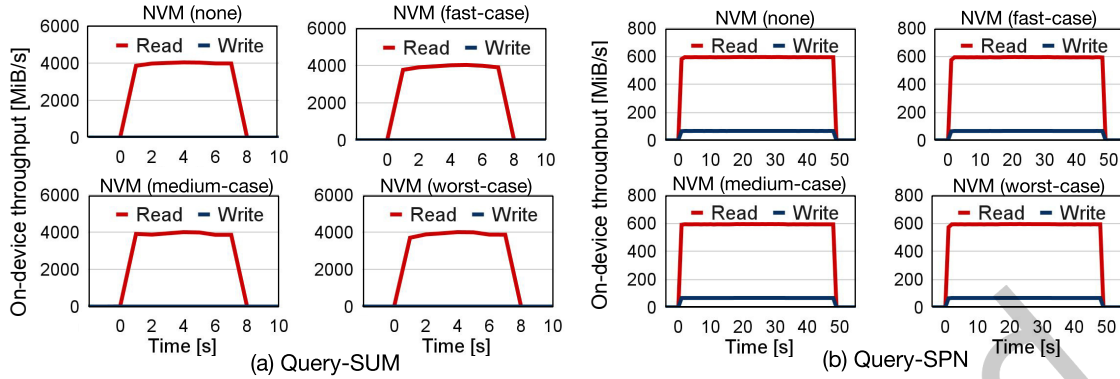 On-device throughput [MiB/s]
NVM (none)
Read Write
6000
4000
2000
0
0 2 4 6 8 10
NVM (fast-case)
Read Write
6000
4000
2000
0
0 2 4 6 8 10
NVM (medium-case)
Read Write
6000
4000
2000
0
0 2 4 6 8 10
Time [s]
NVM (worst-case)
Read Write
6000
4000
2000
0
0 2 4 6 8 10
Time [s]
(a) Query-SUM
On-device throughput [MiB/s]
NVM (none)
Read Write
800
600
400
200
0
0 10 20 30 40 50
NVM (fast-case)
Read Write
800
600
400
200
0
0 10 20 30 40 50
NVM (medium-case)
Read Write
800
600
400
200
0
0 10 20 30 40 50
Time [s]
NVM (worst-case)
Read Write
800
600
400
200
0
0 10 20 30 40 50
Time [s]
(b) Query-SPN